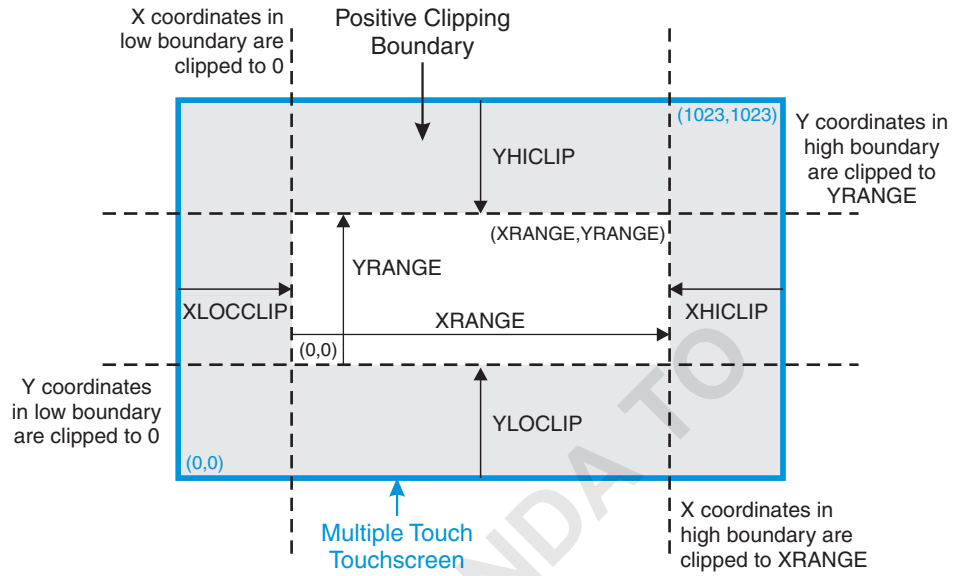 X coordinates in
low boundary are
clipped to 0
Positive Clipping
Boundary
(1023,1023)
Y coordinates in
high boundary
are clipped to
YRANGE
YHICLIP
(XRANGE,YRANGE)
YRANGE
XLOCCLIP
XRANGE
XHICLIP
(0,0)
Y coordinates
in low boundary
are clipped to 0
YLOCLIP
(0,0)
Multiple Touch
Touchscreen
X coordinates in
high boundary are
clipped to XRANGE
NDA TO